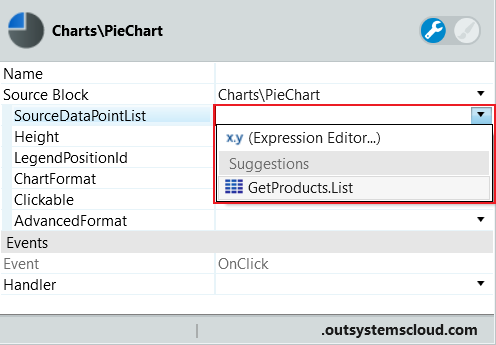 Charts\PieChart
Name
Source Block Charts\PieChart
SourceDataPointList
Height x.y (Expression Editor...)
LegendPositionId Suggestions
ChartFormat GetProducts.List
Clickable
AdvancedFormat
Events
Event OnClick
Handler
.outsystemscloud.com